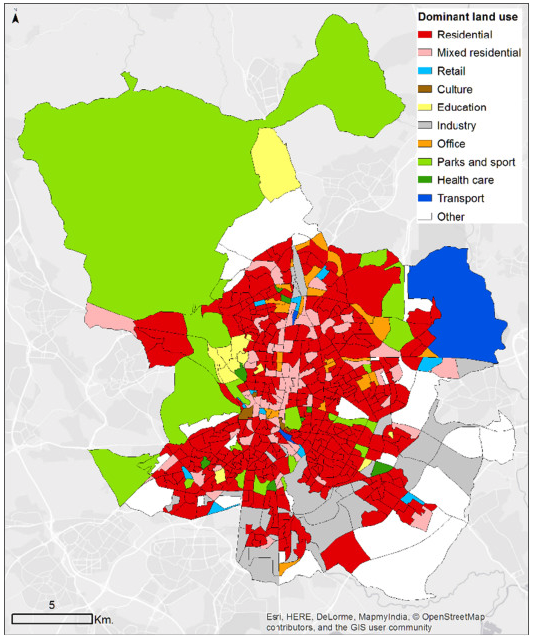 N
Dominant land use
Residential
Mixed residential
Retail
Culture
Education
Industry
Office
Parks and sport
Health care
Transport
Other
5
Km.
Esri, HERE, DeLorme, MapmyIndia, © OpenStreetMap
contributors, and the GIS user community